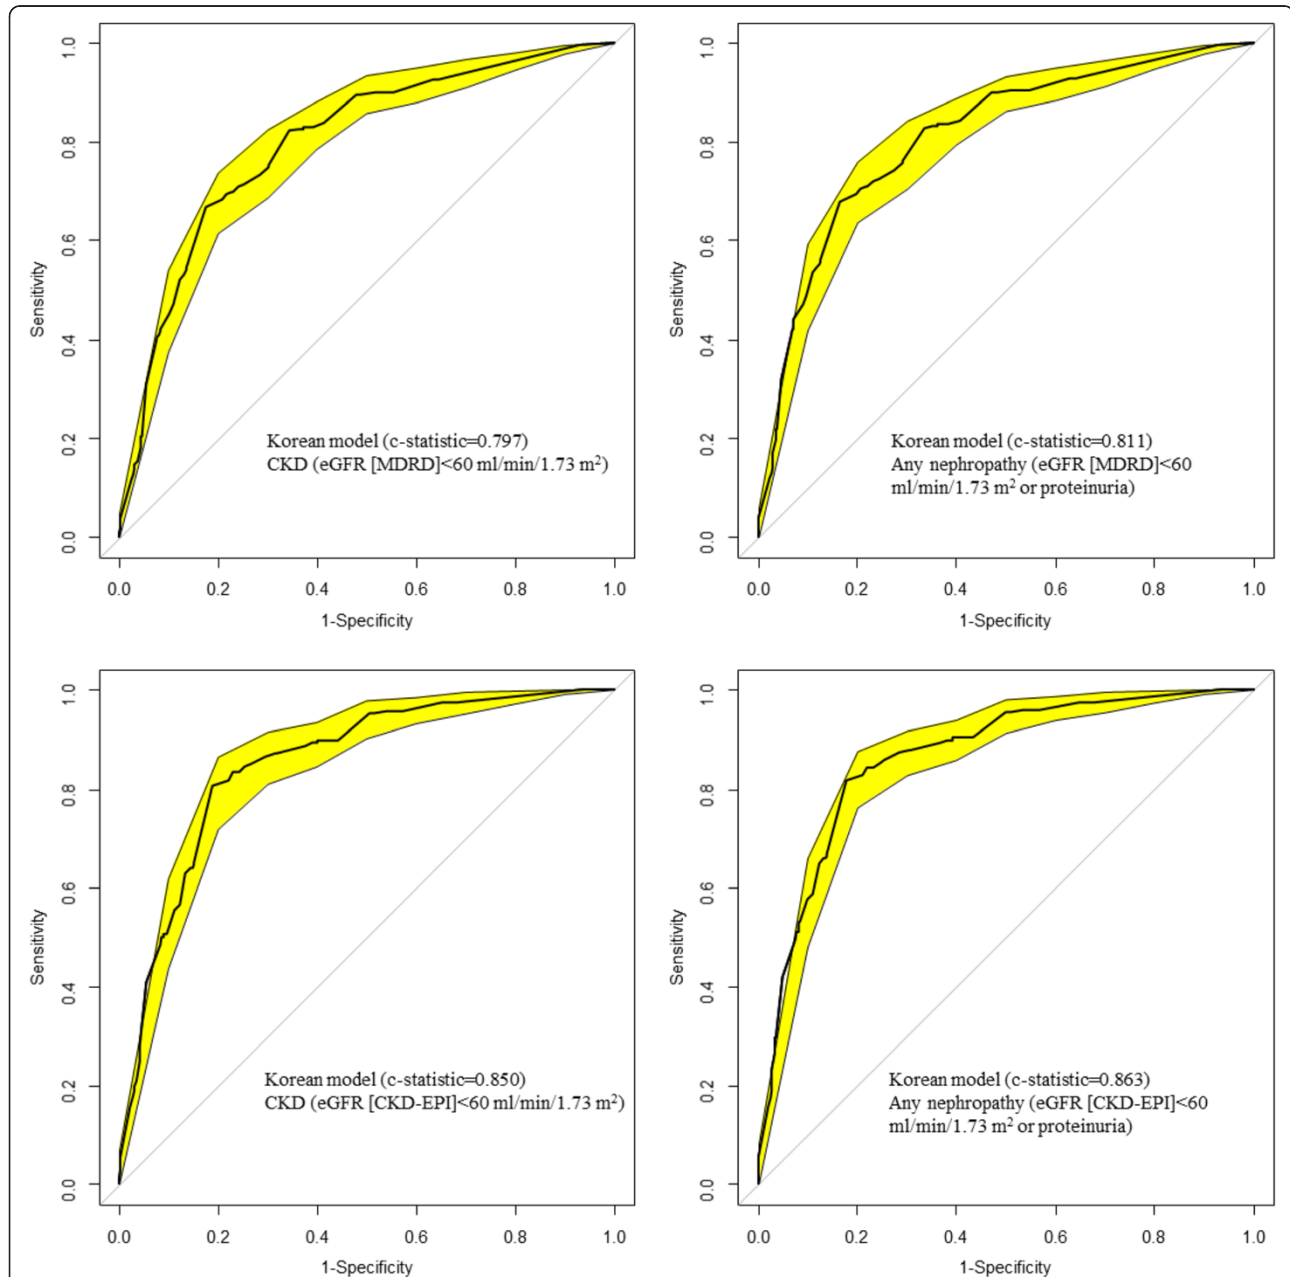 1.0
0.8
0.6
0.4
0.2
0.0
Sensitivity
Korean model (c-statistic=0.797)
CKD (eGFR [MDRD]<60 ml/min/1.73 m²)
0.0 0.2 0.4 0.6 0.8 1.0
1-Specificity
1.0
0.8
0.6
0.4
0.2
0.0
Sensitivity
Korean model (c-statistic=0.811)
Any nephropathy (eGFR [MDRD]<60
ml/min/1.73 m² or proteinuria)
0.0 0.2 0.4 0.6 0.8 1.0
1-Specificity
1.0
0.8
0.6
0.4
0.2
0.0
Sensitivity
Korean model (c-statistic=0.850)
CKD (eGFR [CKD-EPI]<60 ml/min/1.73 m²)
0.0 0.2 0.4 0.6 0.8 1.0
1-Specificity
1.0
0.8
0.6
0.4
0.2
0.0
Sensitivity
Korean model (c-statistic=0.863)
Any nephropathy (eGFR [CKD-EPI]<60
ml/min/1.73 m² or proteinuria)
0.0 0.2 0.4 0.6 0.8 1.0
1-Specificity